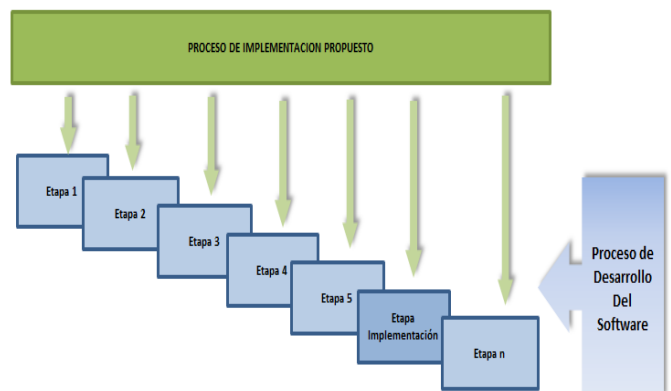 PROCESO DE IMPLEMENTACION PROPUESTO
Etapa 1
Etapa 2
Etapa 3
Etapa 4
Etapa 5
Etapa
Implementación
Etapa n
Proceso de
Desarrollo
Del
Software